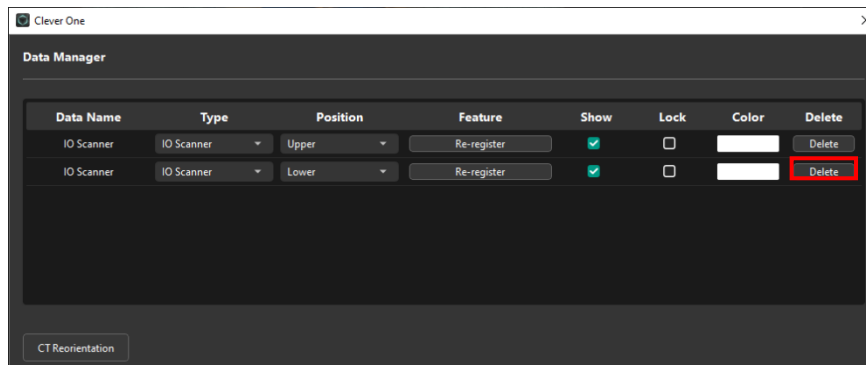 Clever One
Data Manager
Data Name Type Position Feature Show Lock Color Delete
IO Scanner IO Scanner Upper Re-register Delete
IO Scanner IO Scanner Lower Re-register Delete
CT Reorientation